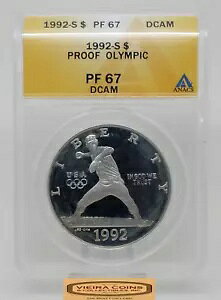 1992-S $ PF 67 DCAM
1992-S $
PROOF OLYMPIC
PF 67
DCAM
ANACS
LIBERTY
USA
IN GOD WE
TRUST
1992
VIEIRA COINS